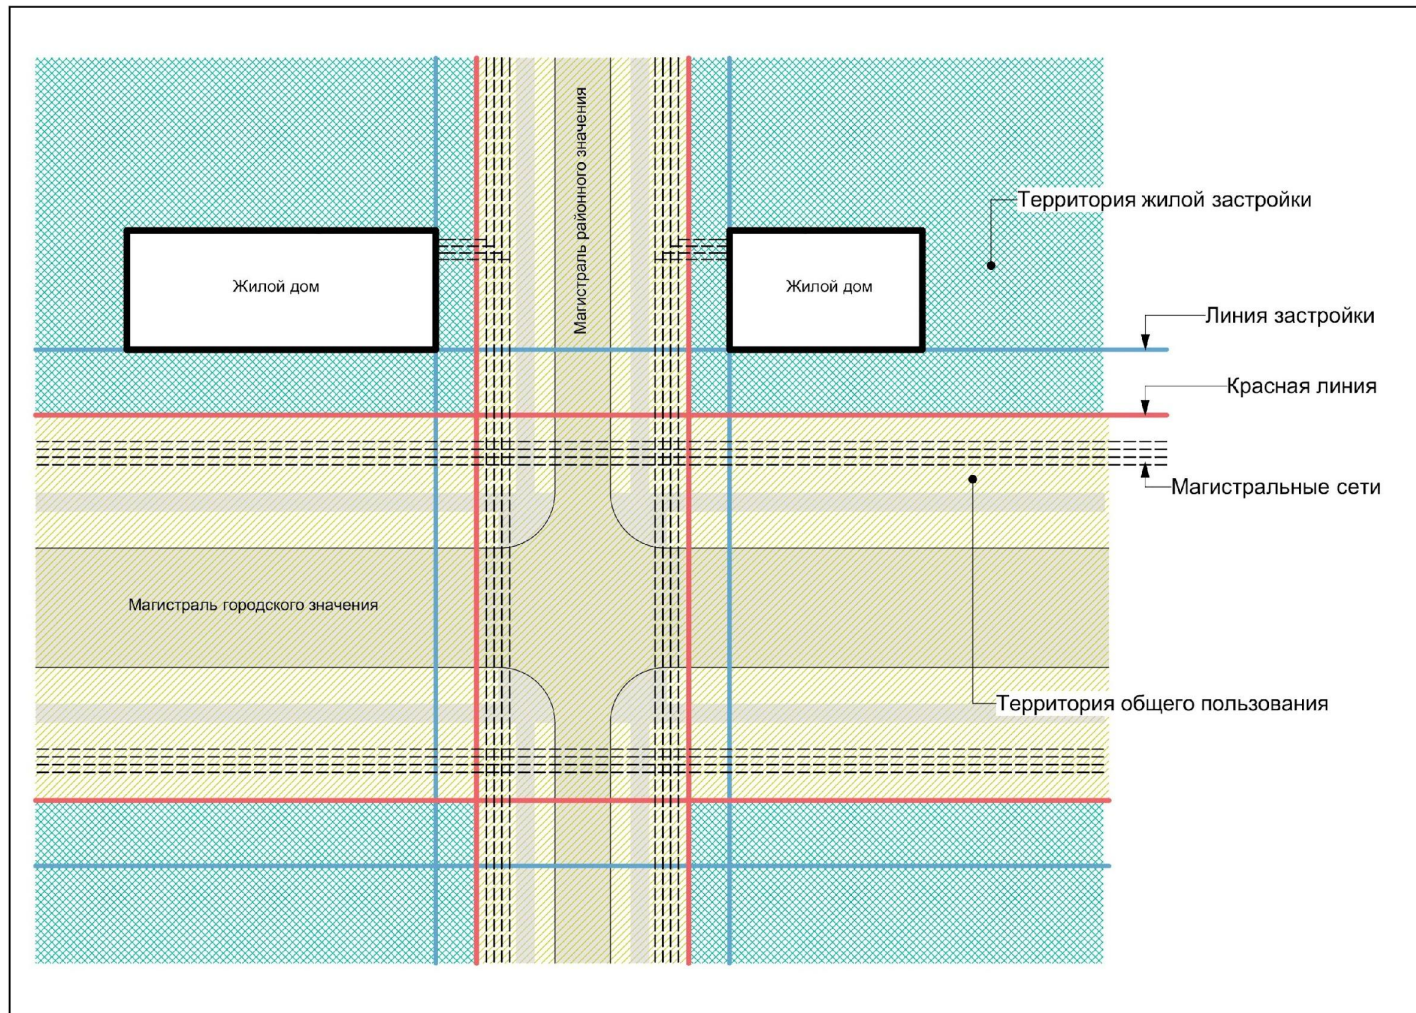 Магистраль районного значения
Территория жилой застройки
Жилой дом
Жилой дом
Линия застройки
Красная линия
Магистральные сети
Магистраль городского значения
Территория общего пользования